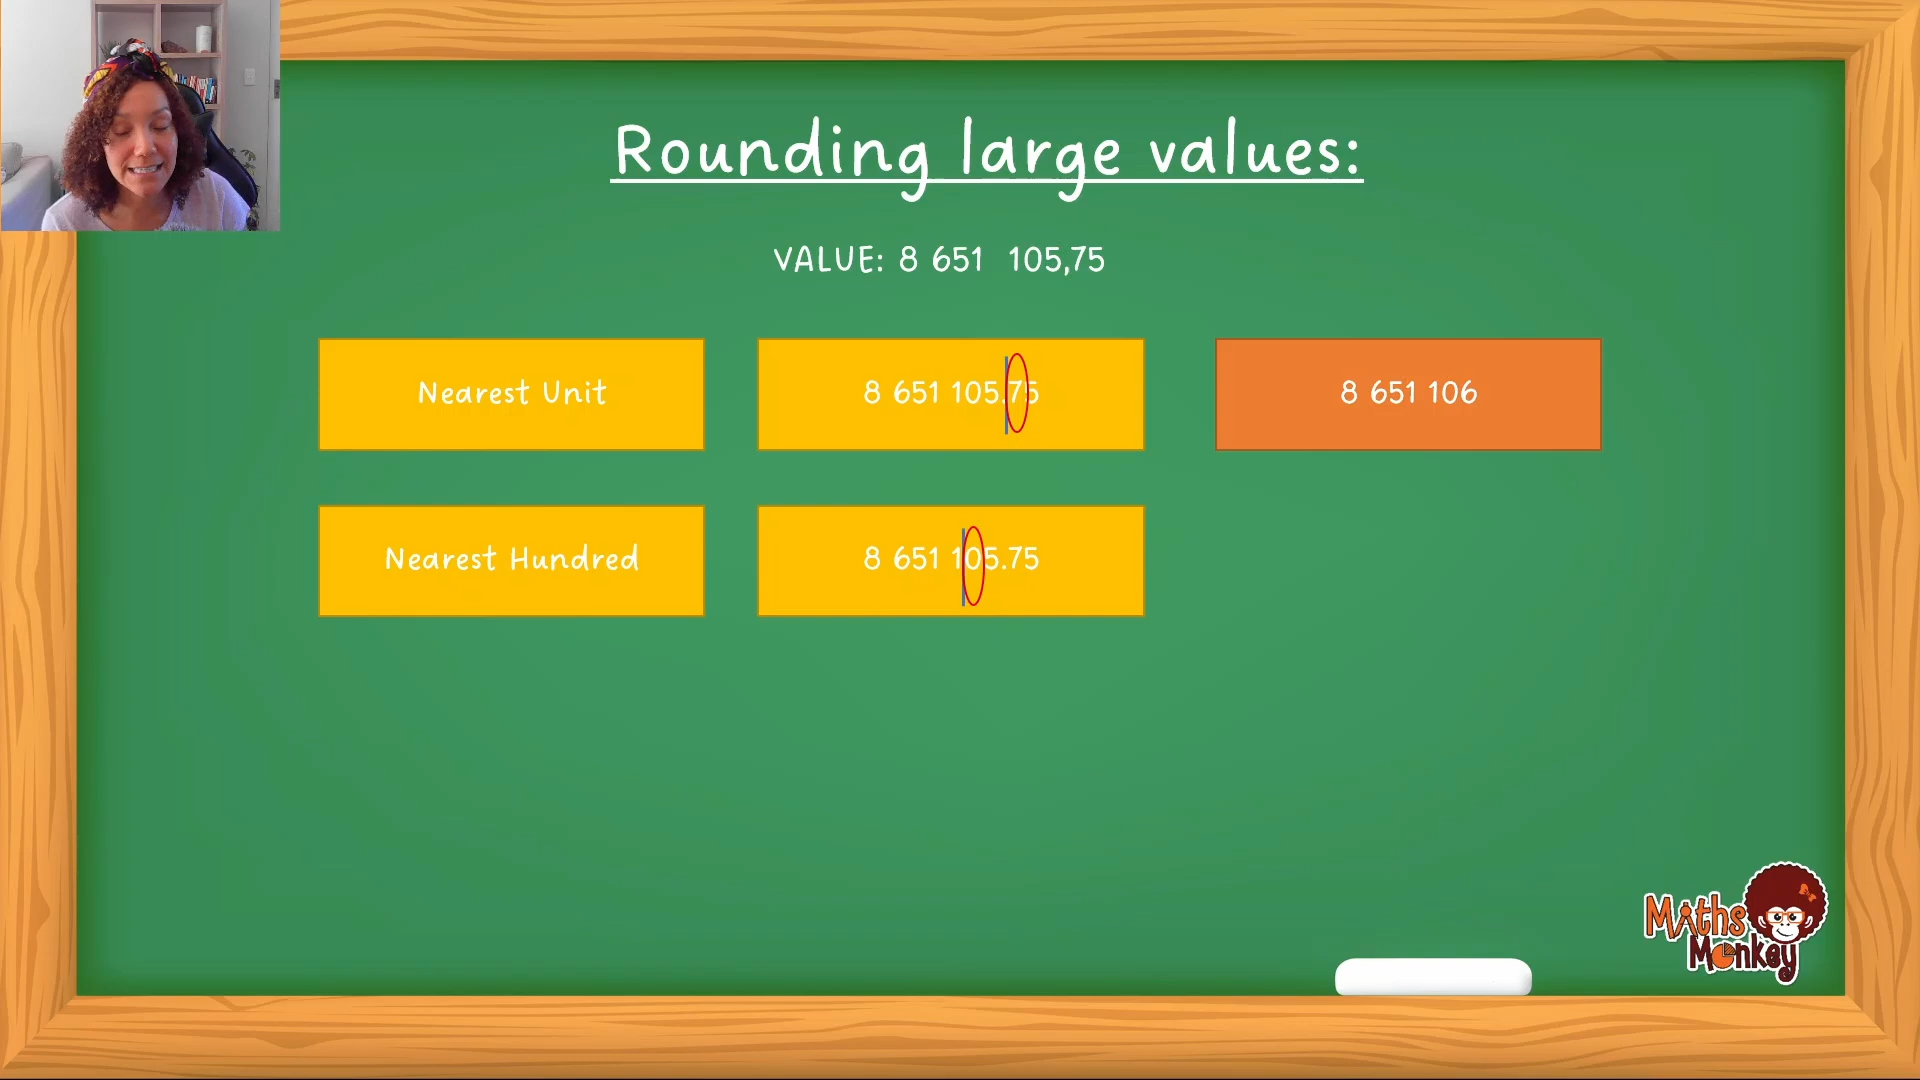 Rounding large values:
VALUE: 8 651  105,75
Nearest Unit
8 651 105.75
8 651 106
Nearest Hundred
8 651 105.75
Maths
Monkey